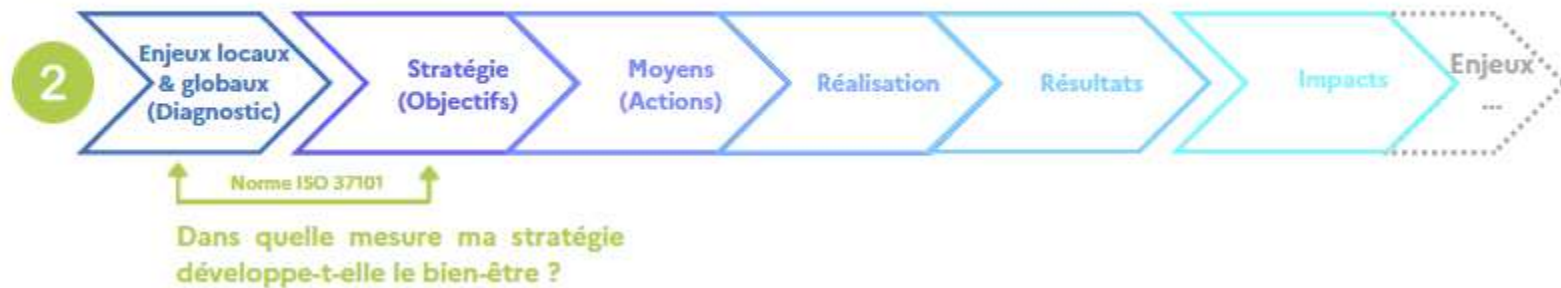 2
Enjeux locaux
& globaux
(Diagnostic)
Stratégie
(Objectifs)
Moyens
(Actions)
Réalisation
Résultats
Impacts
Enjeux
...
Norme ISO 37101
Dans quelle mesure ma stratégie
développe-t-elle le bien-être ?